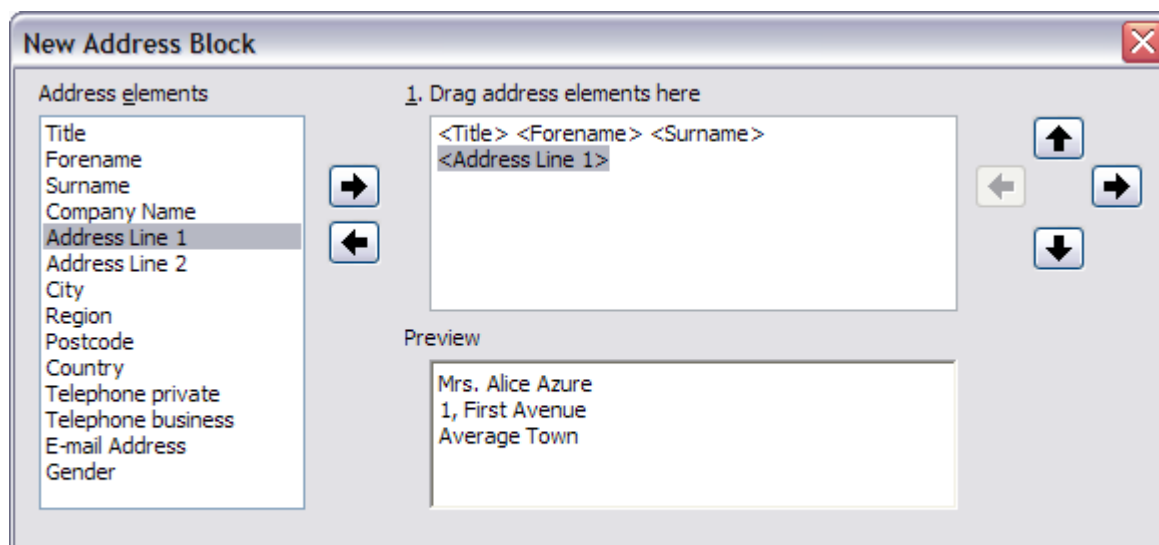 New Address Block
Address elements
Title
Forename
Surname
Company Name
Address Line 1
Address Line 2
City
Region
Postcode
Country
Telephone private
Telephone business
E-mail Address
Gender
1. Drag address elements here
<Title> <Forename> <Surname>
<Address Line 1>
Preview
Mrs. Alice Azure
1, First Avenue
Average Town